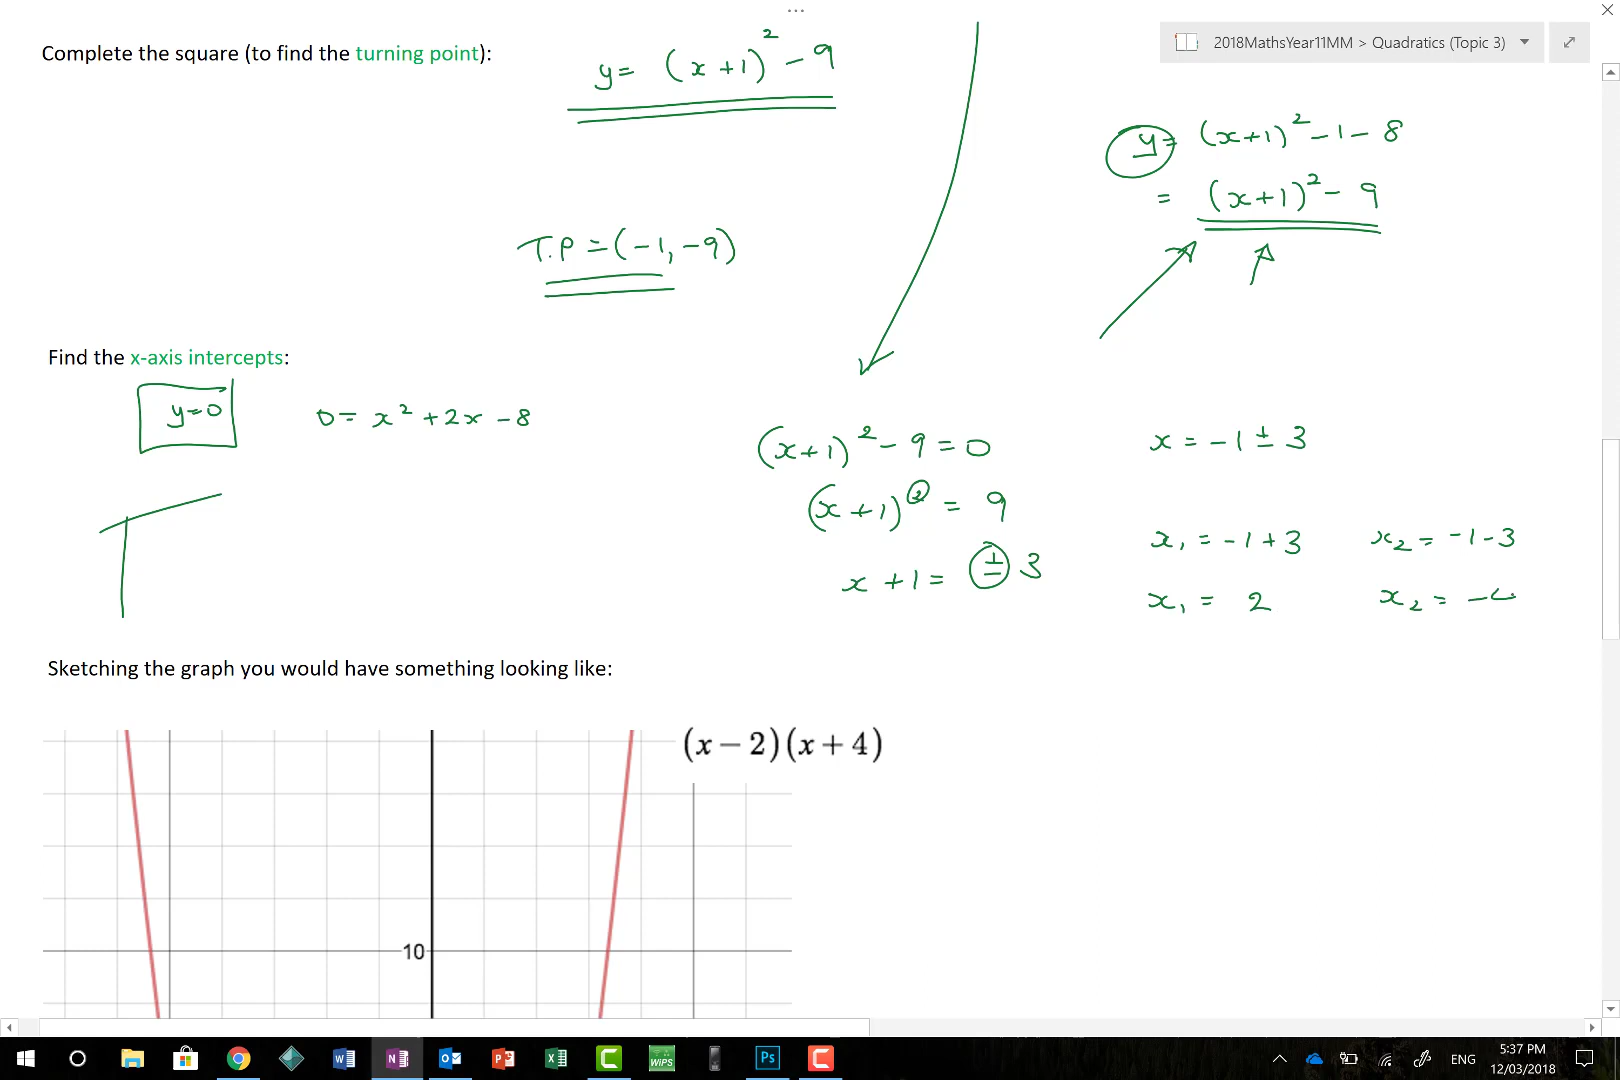 2018MathsYear11MM > Quadratics (Topic 3)
Complete the square (to find the turning point):
y = (x+1)² - 9
y = (x+1)² - 1 - 8
= (x+1)² - 9
T.P = (-1, -9)
Find the x-axis intercepts:
y=0
0 = x² + 2x - 8
(x+1)² - 9 = 0
(x+1)² = 9
x + 1 = ± 3
x = -1 ± 3
x₁ = -1 + 3
x₂ = -1 - 3
x₁ = 2
x₂ = -4
Sketching the graph you would have something looking like:
(x − 2)(x + 4)
10
WIPS
ENG
5:37 PM
12/03/2018